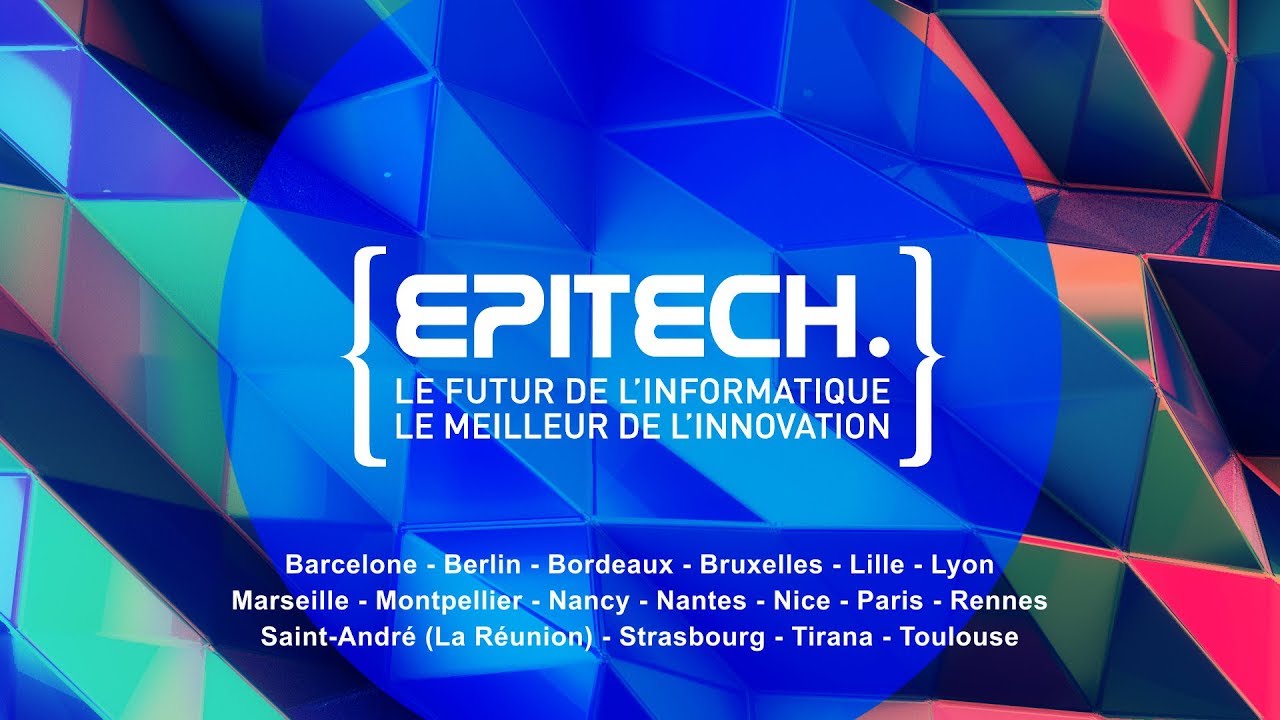 {EPITECH.}
LE FUTUR DE L'INFORMATIQUE
LE MEILLEUR DE L'INNOVATION
Barcelone - Berlin - Bordeaux - Bruxelles - Lille - Lyon
Marseille - Montpellier - Nancy - Nantes - Nice - Paris - Rennes
Saint-André (La Réunion) - Strasbourg - Tirana - Toulouse